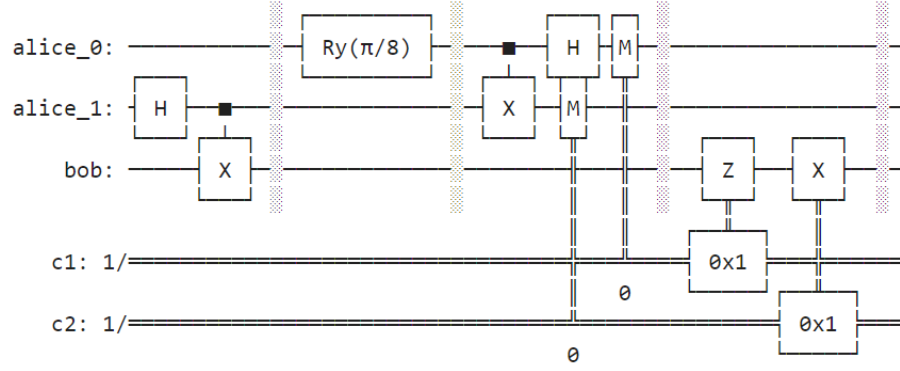 alice_0: Ry(π/8) ■ H M
alice_1: H ■ X M
bob: X Z X
c1: 1/ 0x1
0
c2: 1/ 0x1
0